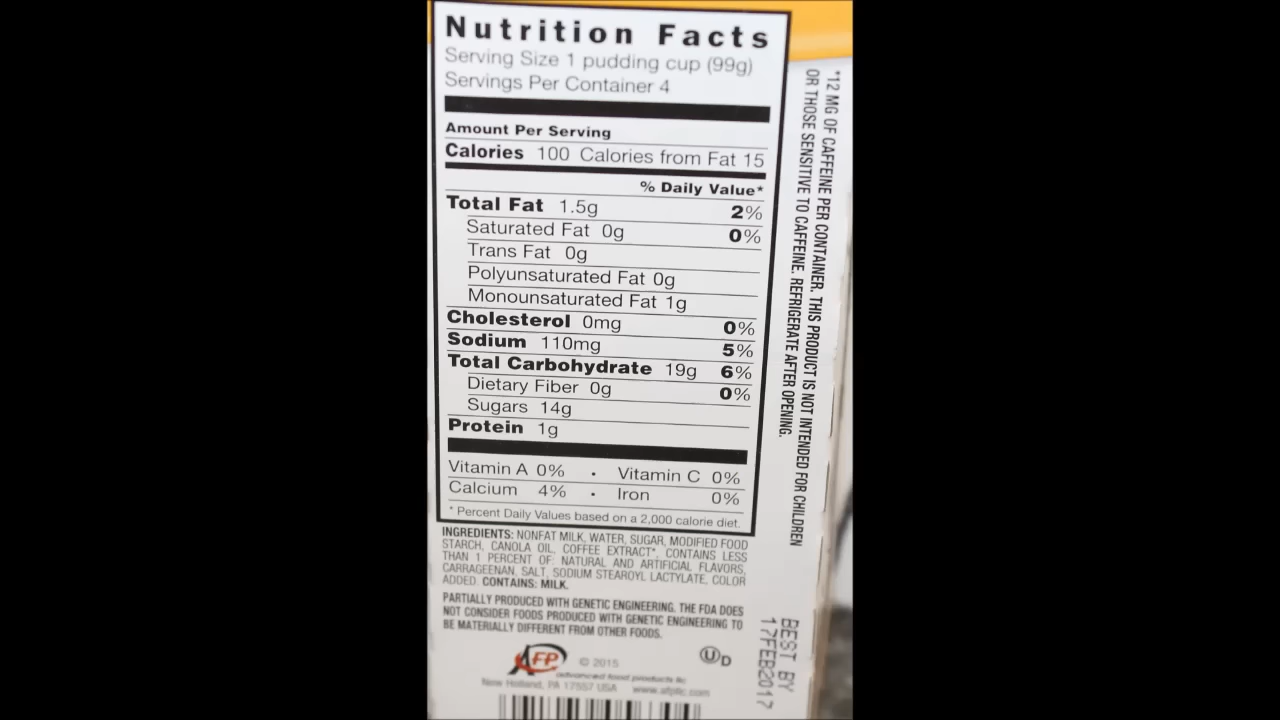 Nutrition Facts
Serving Size 1 pudding cup (99g)
Servings Per Container 4
Amount Per Serving
Calories 100 Calories from Fat 15
% Daily Value*
Total Fat 1.5g 2%
Saturated Fat 0g 0%
Trans Fat 0g
Polyunsaturated Fat 0g
Monounsaturated Fat 1g
Cholesterol 0mg 0%
Sodium 110mg 5%
Total Carbohydrate 19g 6%
Dietary Fiber 0g 0%
Sugars 14g
Protein 1g
Vitamin A 0% • Vitamin C 0%
Calcium 4% • Iron 0%
* Percent Daily Values based on a 2,000 calorie diet.
INGREDIENTS: NONFAT MILK, WATER, SUGAR, MODIFIED FOOD
STARCH, CANOLA OIL, COFFEE EXTRACT*, CONTAINS LESS
THAN 1 PERCENT OF: NATURAL AND ARTIFICIAL FLAVORS,
CARRAGEENAN, SALT, SODIUM STEAROYL LACTYLATE, COLOR
ADDED. CONTAINS: MILK.
PARTIALLY PRODUCED WITH GENETIC ENGINEERING. THE FDA DOES
NOT CONSIDER FOODS PRODUCED WITH GENETIC ENGINEERING TO
BE MATERIALLY DIFFERENT FROM OTHER FOODS.
AFP © 2015
advanced food products llc
New Holland, PA 17557 USA www.afpllc.com
U D
*12 MG OF CAFFEINE PER CONTAINER. THIS PRODUCT IS NOT INTENDED FOR CHILDREN
OR THOSE SENSITIVE TO CAFFEINE. REFRIGERATE AFTER OPENING.
BEST BY
17FEB2017